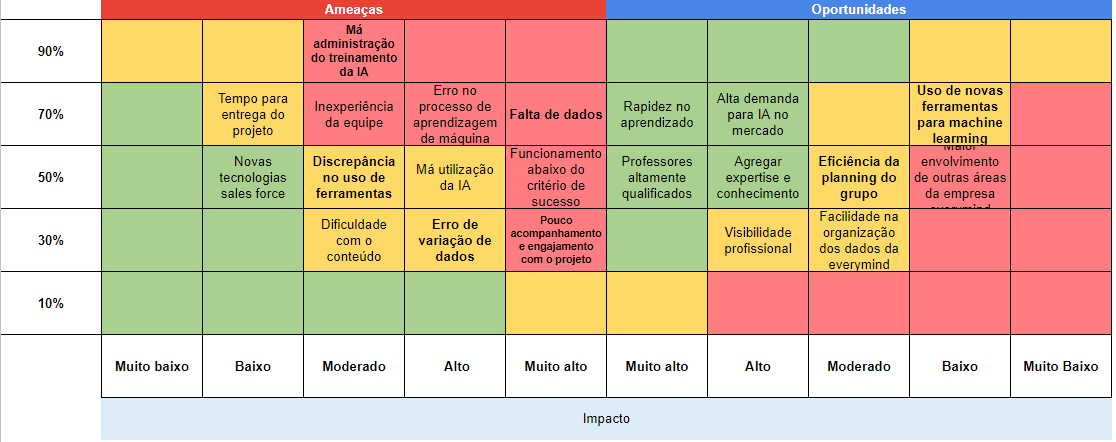 Ameaças Oportunidades
90%
Má
administração
do treinamento
da IA
70%
Tempo para
entrega do
projeto
Inexperiência
da equipe
Erro no
processo de
aprendizagem
de máquina
Falta de dados
Rapidez no
aprendizado
Alta demanda
para IA no
mercado
Uso de novas
ferramentas
para machine
learning
50%
Novas
tecnologias
sales force
Discrepância
no uso de
ferramentas
Má utilização
da IA
Funcionamento
abaixo do
critério de
sucesso
Professores
altamente
qualificados
Agregar
expertise e
conhecimento
Eficiência da
planning do
grupo
Maior
envolvimento
de outras áreas
da empresa
everymind
30%
Dificuldade
com o
conteúdo
Erro de
variação de
dados
Pouco
acompanhamento
e engajamento
com o projeto
Visibilidade
profissional
Facilidade na
organização
dos dados da
everymind
10%
Muito baixo Baixo Moderado Alto Muito alto Muito alto Alto Moderado Baixo Muito Baixo
Impacto